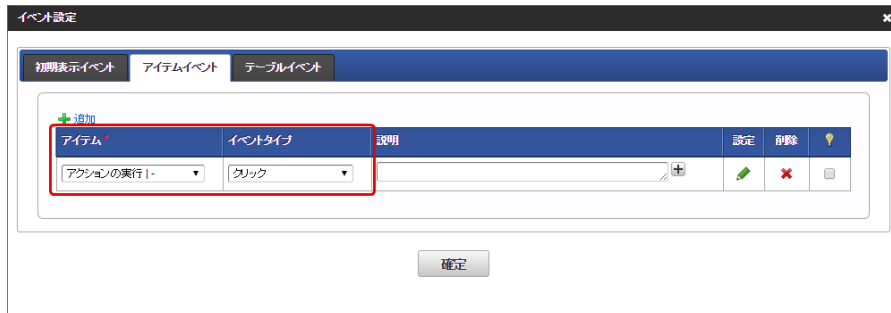 イベント設定
初期表示イベント アイテムイベント テーブルイベント
追加
アイテム* イベントタイプ 説明 設定 削除
アクションの実行 | - クリック
確定